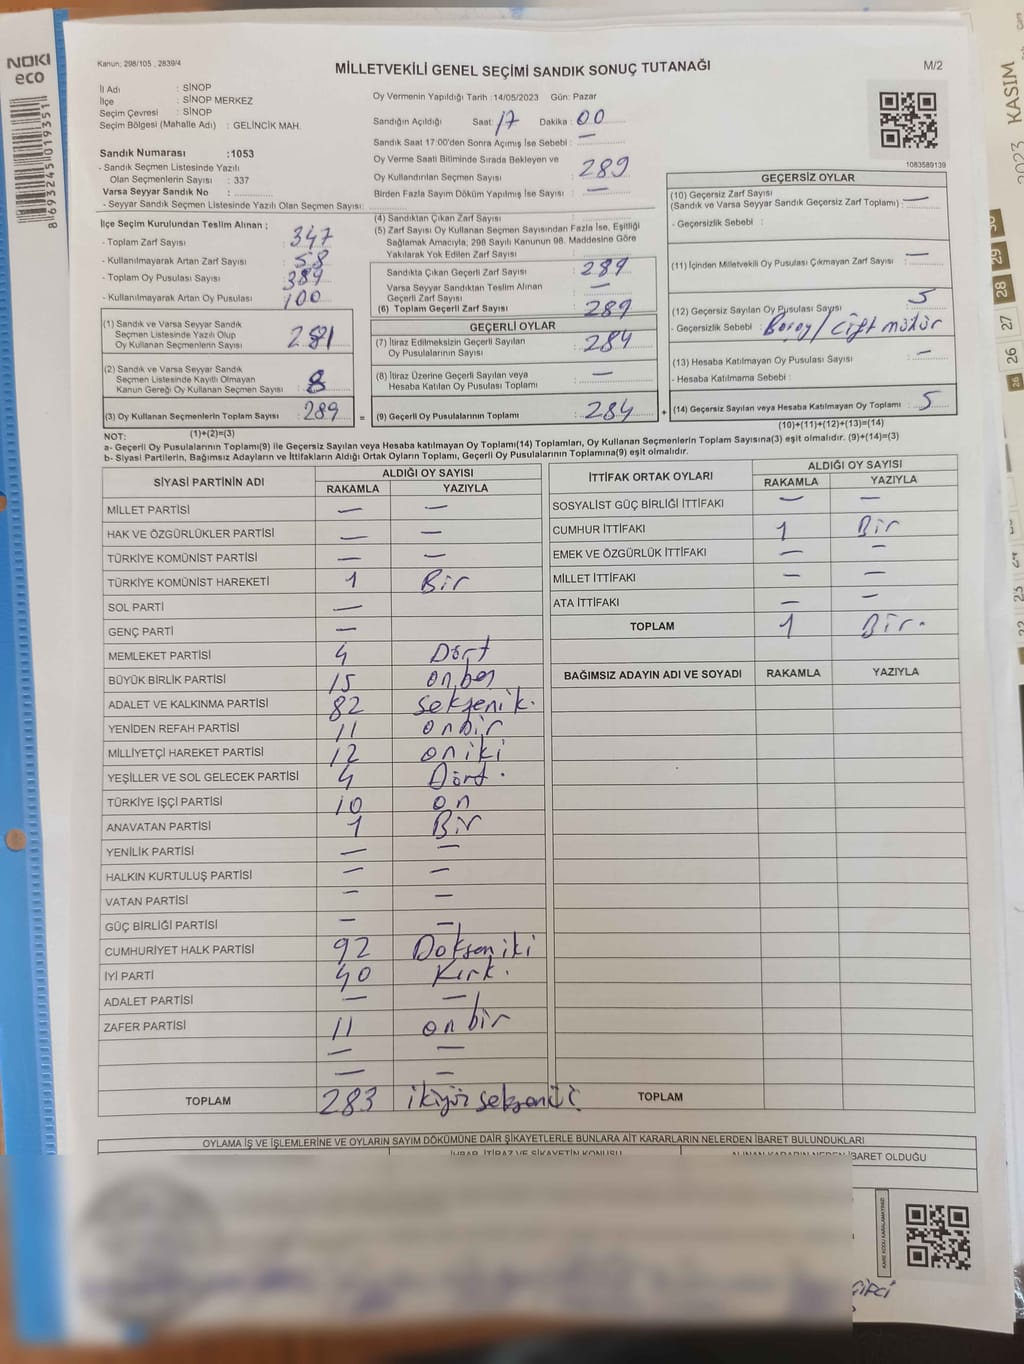 NOKI
eco
8693245019351
2023 KASIM
Kanun: 298/105 , 2839/4
MİLLETVEKİLİ GENEL SEÇİMİ SANDIK SONUÇ TUTANAĞI
M/2
İl Adı : SİNOP
İlçe : SİNOP MERKEZ
Seçim Çevresi : SİNOP
Seçim Bölgesi (Mahalle Adı) : GELİNCİK MAH.
Sandık Numarası :1053
- Sandık Seçmen Listesinde Yazılı
Olan Seçmenlerin Sayısı : 337
Varsa Seyyar Sandık No :
- Seyyar Sandık Listesinde Yazılı Olan Seçmen Sayısı:
Oy Vermenin Yapıldığı Tarih :14/05/2023 Gün: Pazar
Sandığın Açıldığı Saat: 17 Dakika : 00
Sandık Saat 17:00'den Sonra Açımış İse Sebebi : —
Oy Verme Saati Bitiminde Sırada Bekleyen ve
Oy Kullandırılan Seçmen Sayısı : 289
Birden Fazla Sayım Döküm Yapılmış İse Sayısı : —
1083589139
İlçe Seçim Kurulundan Teslim Alınan ;
- Toplam Zarf Sayısı : 347
- Kullanılmayarak Artan Zarf Sayısı : 58
- Toplam Oy Pusulası Sayısı : 389
- Kullanılmayarak Artan Oy Pusulası : 100
(1) Sandık ve Varsa Seyyar Sandık
Seçmen Listesinde Yazılı Olup
Oy Kullanan Seçmenlerin Sayısı : 281
(2) Sandık ve Varsa Seyyar Sandık
Seçmen Listesinde Kayıtlı Olmayan
Kanun Gereği Oy Kullanan Seçmen Sayısı : 8
(3) Oy Kullanan Seçmenlerin Toplam Sayısı : 289
(1)+(2)=(3)
(4) Sandıktan Çıkan Zarf Sayısı :
(5) Zarf Sayısı Oy Kullanan Seçmen Sayısından Fazla İse, Eşitliği
Sağlamak Amacıyla, 298 Sayılı Kanunun 98. Maddesine Göre
Yakılarak Yok Edilen Zarf Sayısı :
Sandıkta Çıkan Geçerli Zarf Sayısı : 289
Varsa Seyyar Sandıktan Teslim Alınan
Geçerli Zarf Sayısı : —
(6) Toplam Geçerli Zarf Sayısı : 289
GEÇERLİ OYLAR
(7) İtiraz Edilmeksizin Geçerli Sayılan
Oy Pusulalarının Sayısı : 284
(8) İtiraz Üzerine Geçerli Sayılan veya
Hesaba Katılan Oy Pusulası Toplamı : —
= (9) Geçerli Oy Pusulalarının Toplamı : 284 +
GEÇERSİZ OYLAR
(10) Geçersiz Zarf Sayısı
(Sandık ve Varsa Seyyar Sandık Geçersiz Zarf Toplamı) : —
- Geçersizlik Sebebi :
(11) İçinden Milletvekili Oy Pusulası Çıkmayan Zarf Sayısı : —
(12) Geçersiz Sayılan Oy Pusulası Sayısı : 5
- Geçersizlik Sebebi : Boroy/Cift mühür
(13) Hesaba Katılmayan Oy Pusulası Sayısı : —
- Hesaba Katılmama Sebebi :
(14) Geçersiz Sayılan veya Hesaba Katılmayan Oy Toplamı : 5
(10)+(11)+(12)+(13)=(14)
NOT:
a- Geçerli Oy Pusulalarının Toplamı(9) ile Geçersiz Sayılan veya Hesaba katılmayan Oy Toplamı(14) Toplamları, Oy Kullanan Seçmenlerin Toplam Sayısına(3) eşit olmalıdır. (9)+(14)=(3)
b- Siyasi Partilerin, Bağımsız Adayların ve İttifakların Aldığı Ortak Oyların Toplamı, Geçerli Oy Pusulalarının Toplamına(9) eşit olmalıdır.
SİYASİ PARTİNİN ADI ALDIĞI OY SAYISI
RAKAMLA YAZIYLA
MİLLET PARTİSİ — —
HAK VE ÖZGÜRLÜKLER PARTİSİ — —
TÜRKİYE KOMÜNİST PARTİSİ — —
TÜRKİYE KOMÜNİST HAREKETİ 1 Bir
SOL PARTİ —
GENÇ PARTİ —
MEMLEKET PARTİSİ 4 Dört
BÜYÜK BİRLİK PARTİSİ 15 onbeş
ADALET VE KALKINMA PARTİSİ 82 seksenik.
YENİDEN REFAH PARTİSİ 11 onbir
MİLLİYETÇİ HAREKET PARTİSİ 12 oniki
YEŞİLLER VE SOL GELECEK PARTİSİ 4 Dört.
TÜRKİYE İŞÇİ PARTİSİ 10 on
ANAVATAN PARTİSİ 1 Bir
YENİLİK PARTİSİ — —
HALKIN KURTULUŞ PARTİSİ — —
VATAN PARTİSİ — —
GÜÇ BİRLİĞİ PARTİSİ — —
CUMHURİYET HALK PARTİSİ 92 Doksaniki
İYİ PARTİ 40 Kırk.
ADALET PARTİSİ — —
ZAFER PARTİSİ 11 onbir
— —
— —
TOPLAM 283 ikiyüz seksenüç
İTTİFAK ORTAK OYLARI ALDIĞI OY SAYISI
RAKAMLA YAZIYLA
SOSYALİST GÜÇ BİRLİĞİ İTTİFAKI — —
CUMHUR İTTİFAKI 1 Bir
EMEK VE ÖZGÜRLÜK İTTİFAKI — —
MİLLET İTTİFAKI — —
ATA İTTİFAKI — —
TOPLAM 1 Bir.
BAĞIMSIZ ADAYIN ADI VE SOYADI RAKAMLA YAZIYLA
TOPLAM
OYLAMA İŞ VE İŞLEMLERİNE VE OYLARIN SAYIM DÖKÜMÜNE DAİR ŞİKAYETLERLE BUNLARA AİT KARARLARIN NELERDEN İBARET BULUNDUKLARI
İHBAR, İTİRAZ VE ŞİKAYETİN KONUSU
ALINAN KARARIN NEDEN İBARET OLDUĞU
KARE KODU KARALAMAYINIZ!